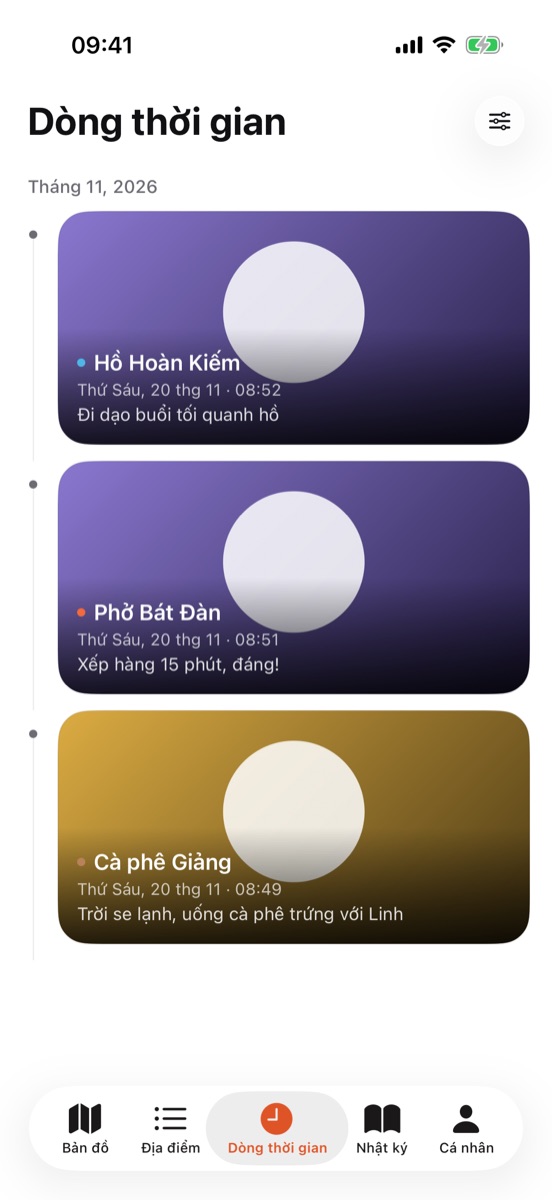 09:41
Dòng thời gian
Tháng 11, 2026
Hồ Hoàn Kiếm
Thứ Sáu, 20 thg 11 · 08:52
Đi dạo buổi tối quanh hồ
Phở Bát Đàn
Thứ Sáu, 20 thg 11 · 08:51
Xếp hàng 15 phút, đáng!
Cà phê Giảng
Thứ Sáu, 20 thg 11 · 08:49
Trời se lạnh, uống cà phê trứng với Linh
Bản đồ
Địa điểm
Dòng thời gian
Nhật ký
Cá nhân